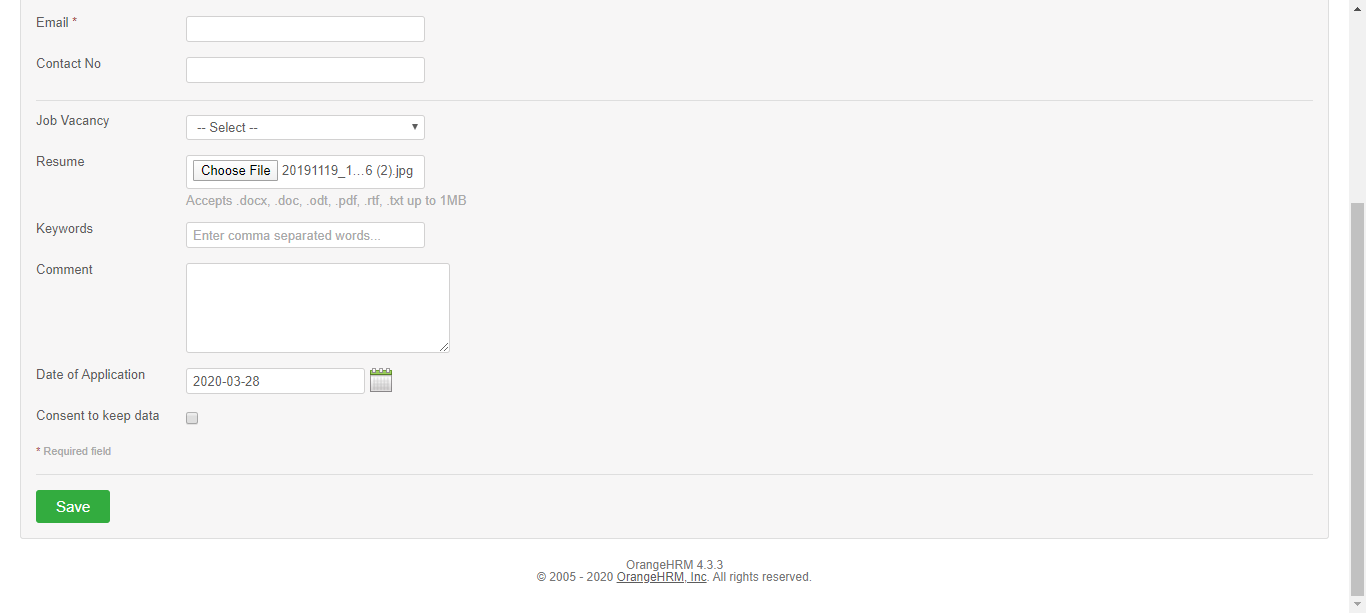 Email *
Contact No
Job Vacancy
-- Select --
Resume
Choose File 20191119_1...6 (2).jpg
Accepts .docx, .doc, .odt, .pdf, .rtf, .txt up to 1MB
Keywords
Enter comma separated words...
Comment
Date of Application
2020-03-28
Consent to keep data
* Required field
Save
OrangeHRM 4.3.3
© 2005 - 2020 OrangeHRM, Inc. All rights reserved.